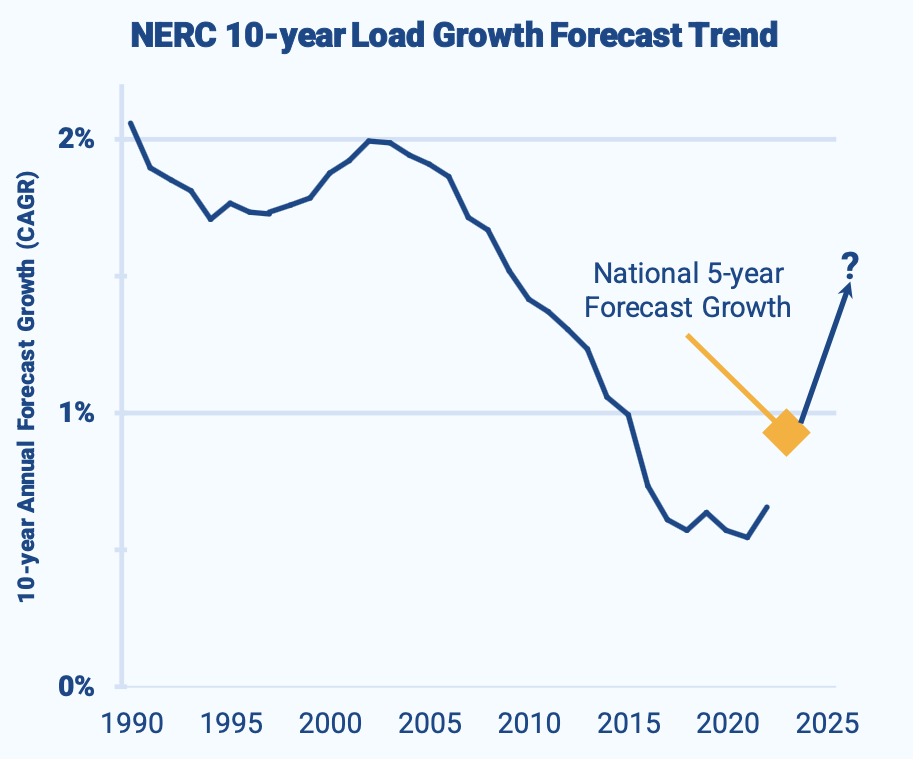 NERC 10-year Load Growth Forecast Trend
10-year Annual Forecast Growth (CAGR)
2%
1%
0%
National 5-year
Forecast Growth
?
1990 1995 2000 2005 2010 2015 2020 2025